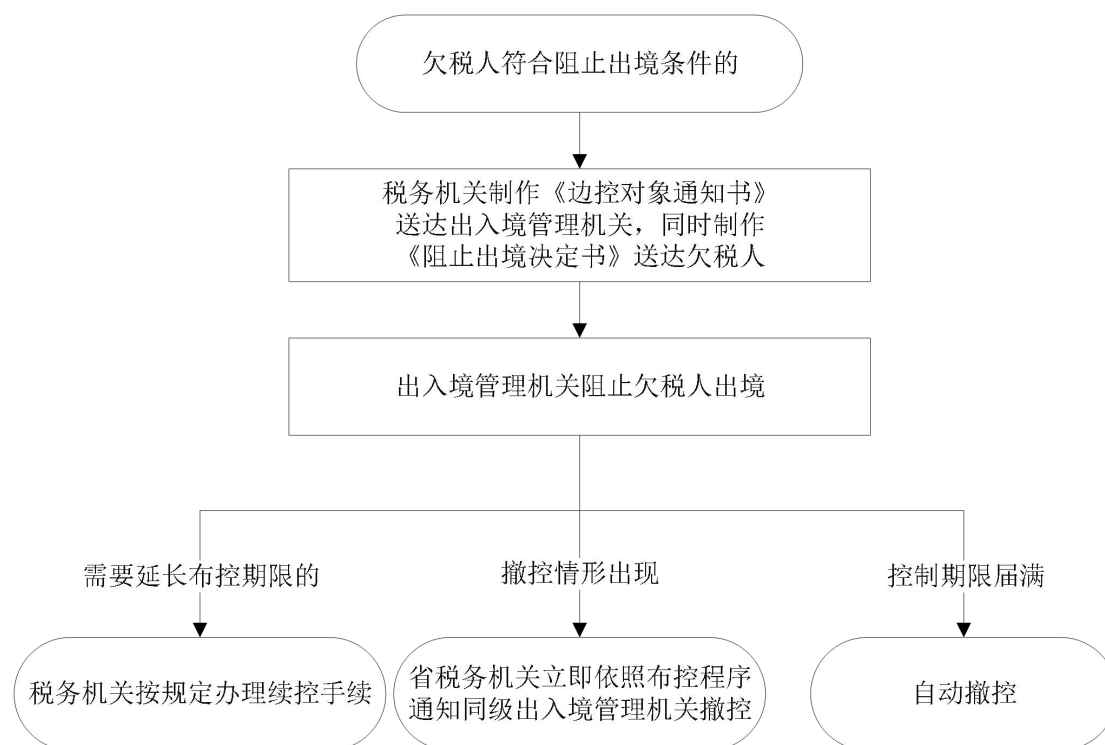 欠税人符合阻止出境条件的
税务机关制作《边控对象通知书》
送达出入境管理机关，同时制作
《阻止出境决定书》送达欠税人
出入境管理机关阻止欠税人出境
需要延长布控期限的
撤控情形出现
控制期限届满
税务机关按规定办理续控手续
省税务机关立即依照布控程序
通知同级出入境管理机关撤控
自动撤控